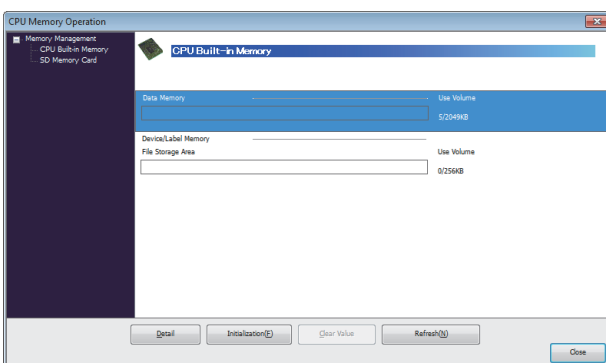 CPU Memory Operation
Memory Management
CPU Built-in Memory
SD Memory Card
CPU Built-in Memory
Data Memory
Use Volume
5/2049KB
Device/Label Memory
File Storage Area
Use Volume
0/256KB
Detail
Initialization(F)
Clear Value
Refresh(N)
Close